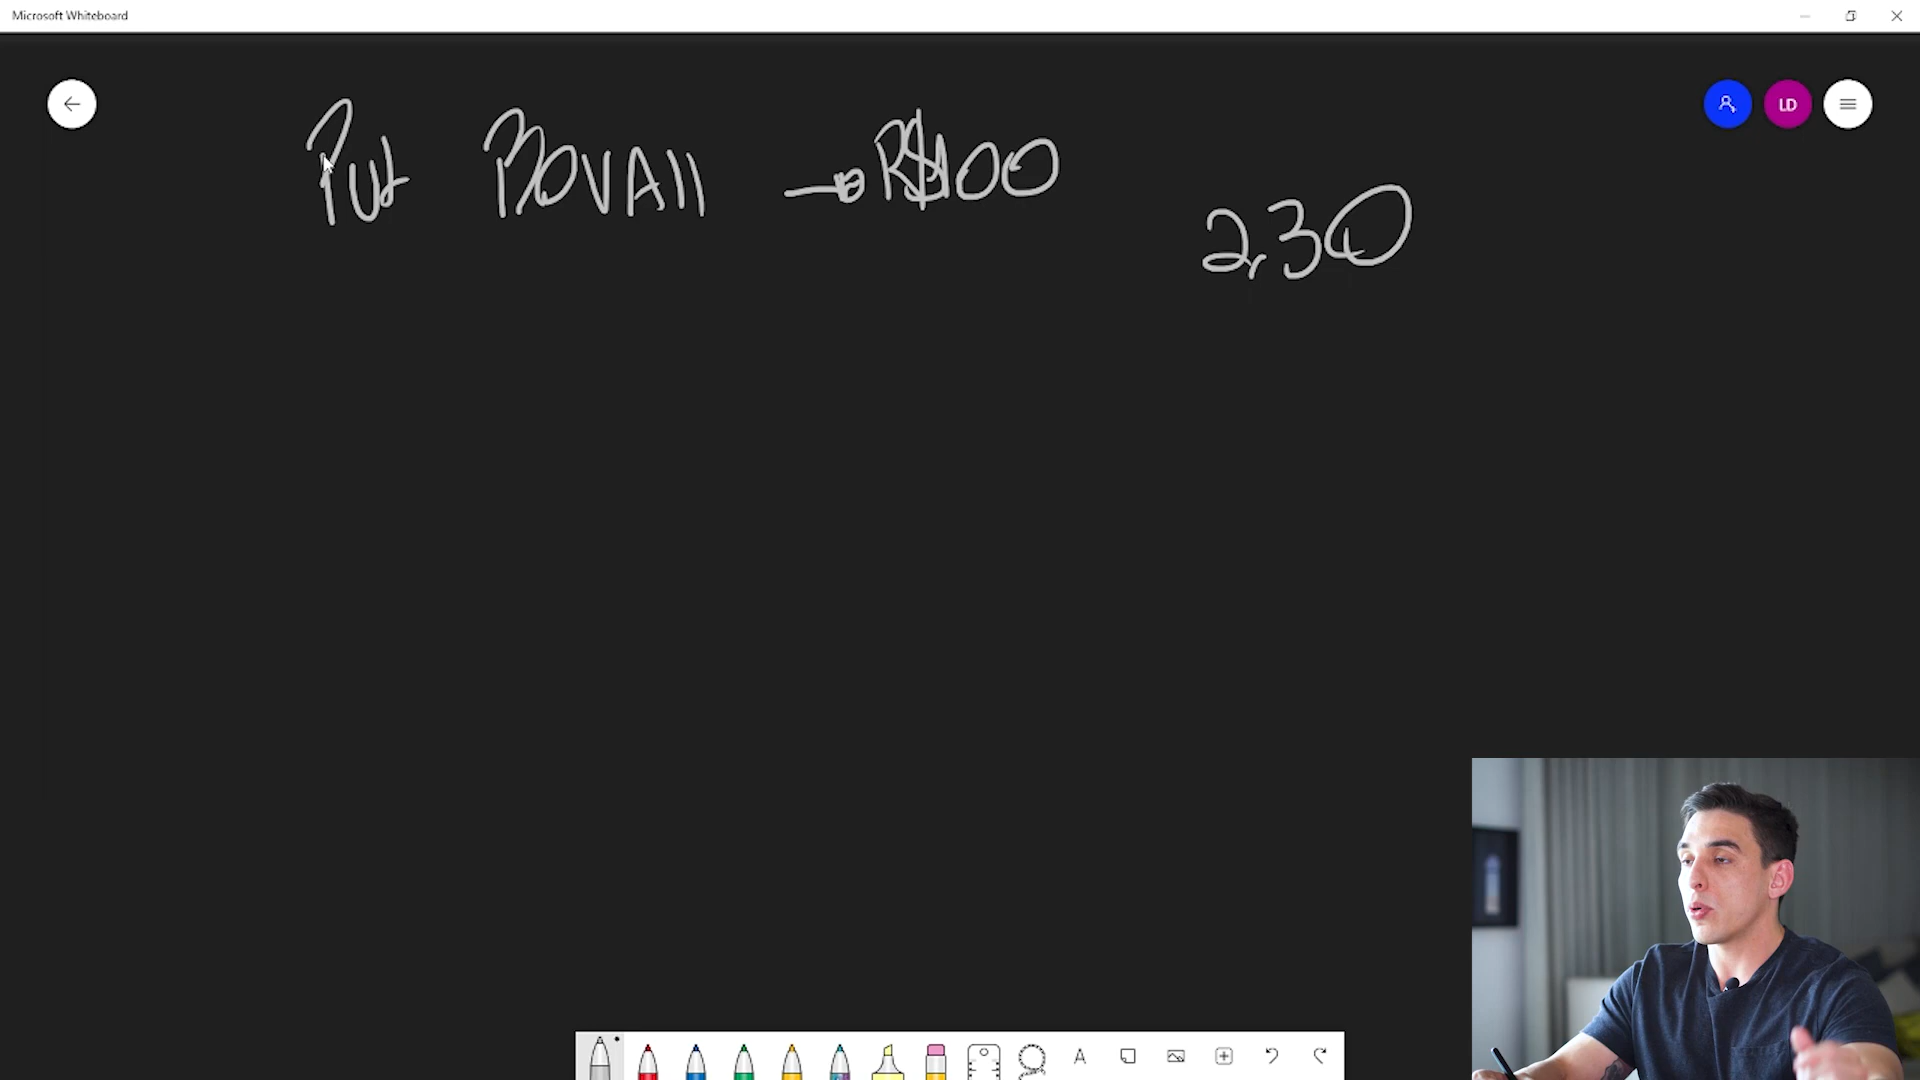 Microsoft Whiteboard
Put BOVA11 → R$100
2,30
LD
A